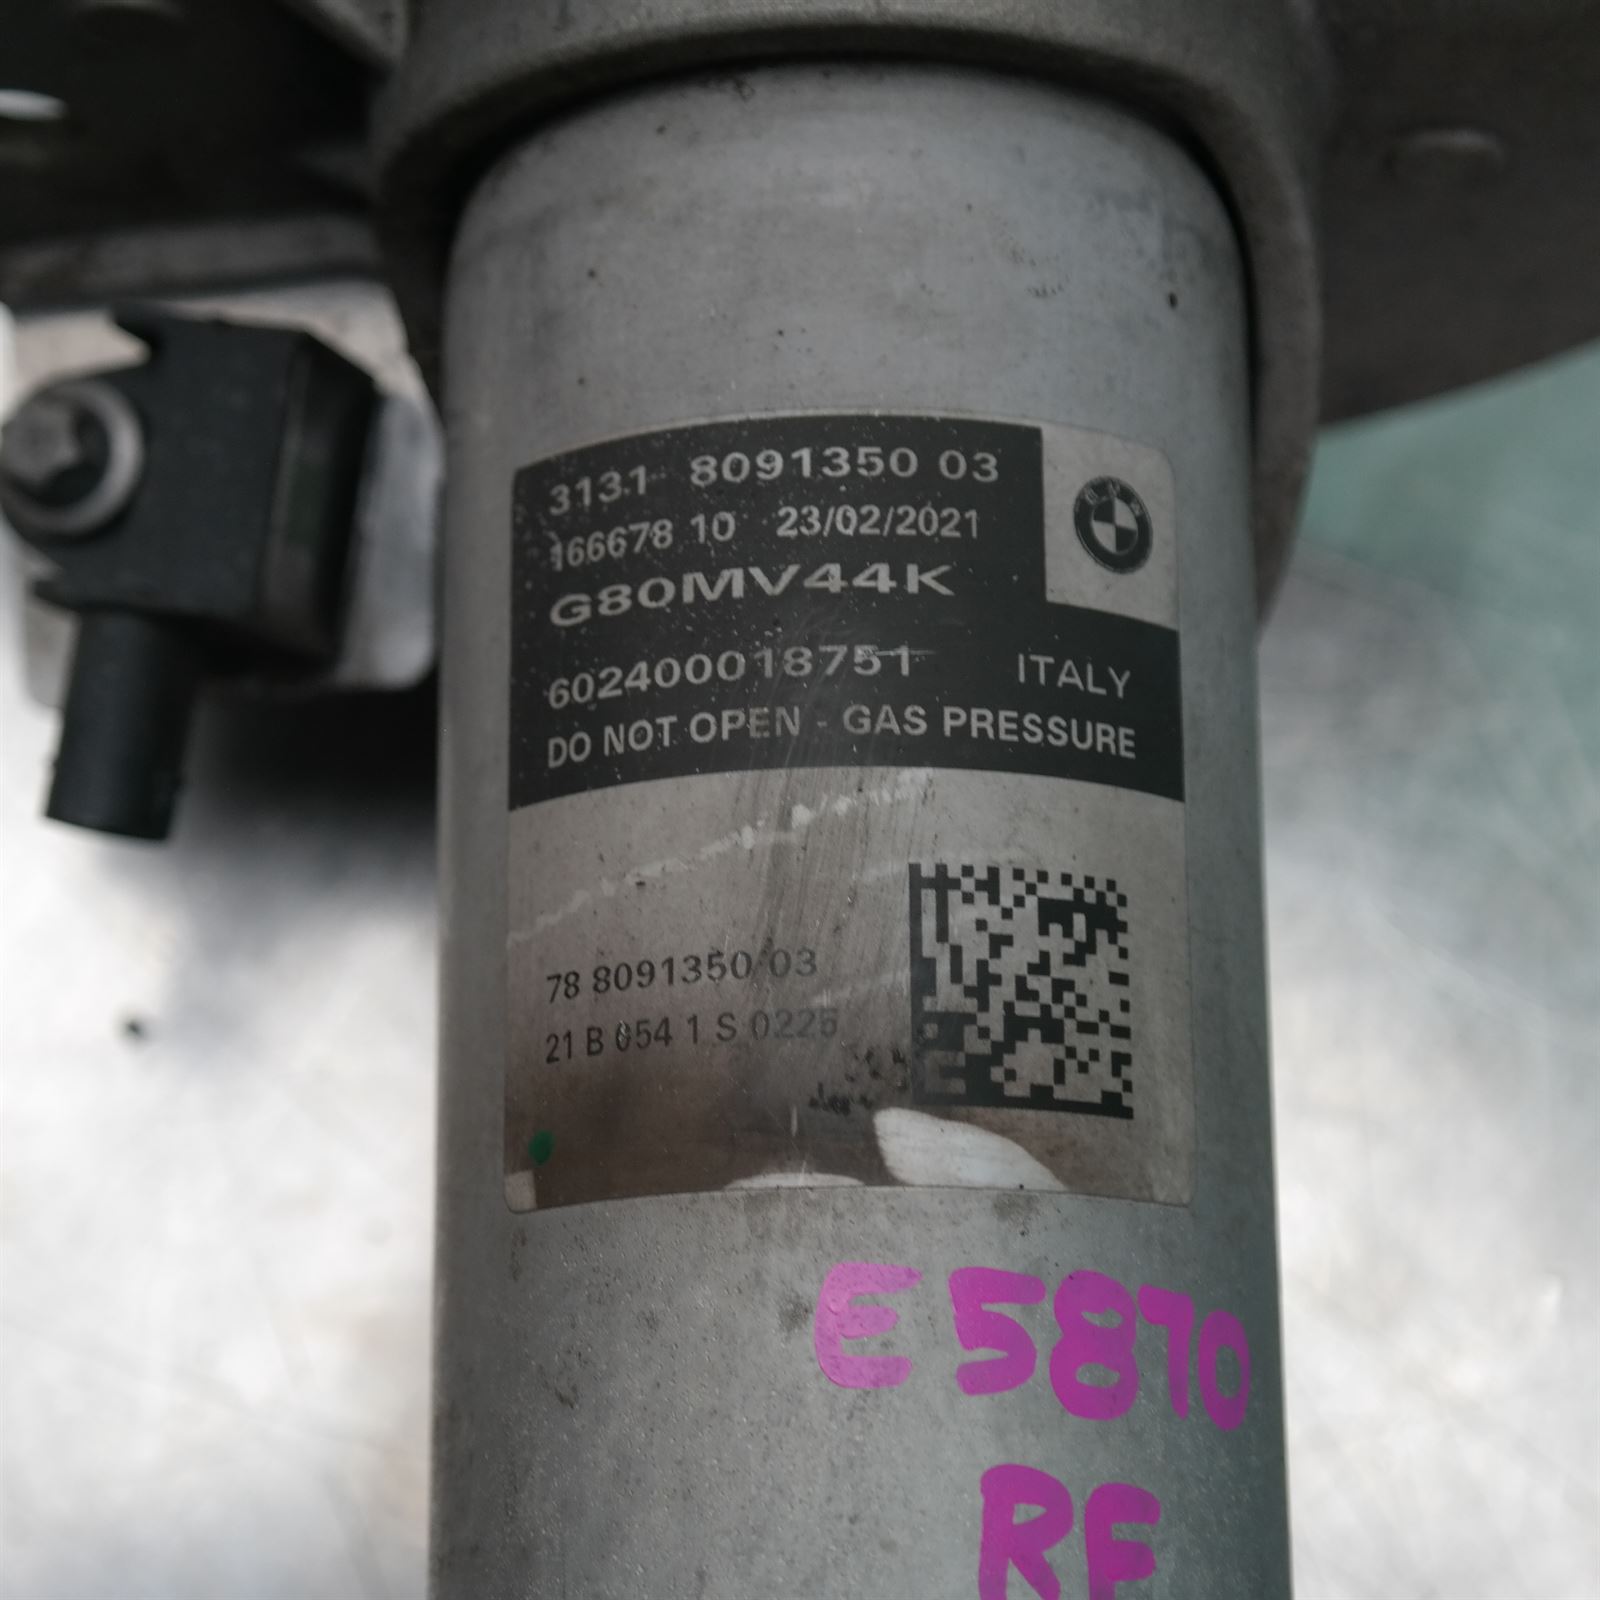 3131 8091350 03
166678 10 23/02/2021
BMW
G80MV44K
602400018751 ITALY
DO NOT OPEN - GAS PRESSURE
78 8091350 03
21 B 054 1 S 0225
E5870
RF